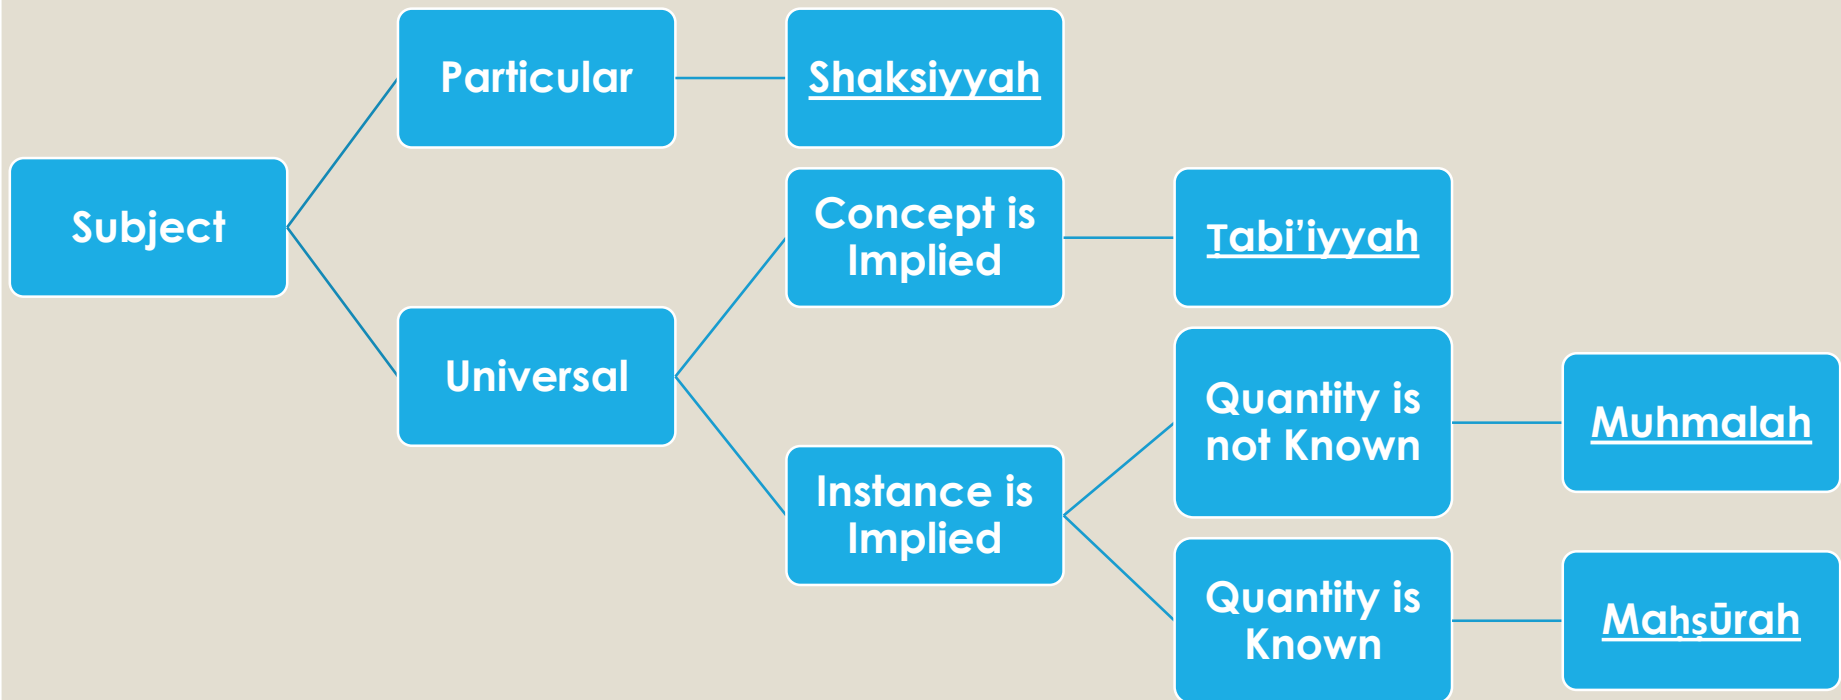 Particular
Shaksiyyah
Subject
Concept is
Implied
Ṭabi’iyyah
Universal
Quantity is
not Known
Muhmalah
Instance is
Implied
Quantity is
Known
Maḥṣūrah